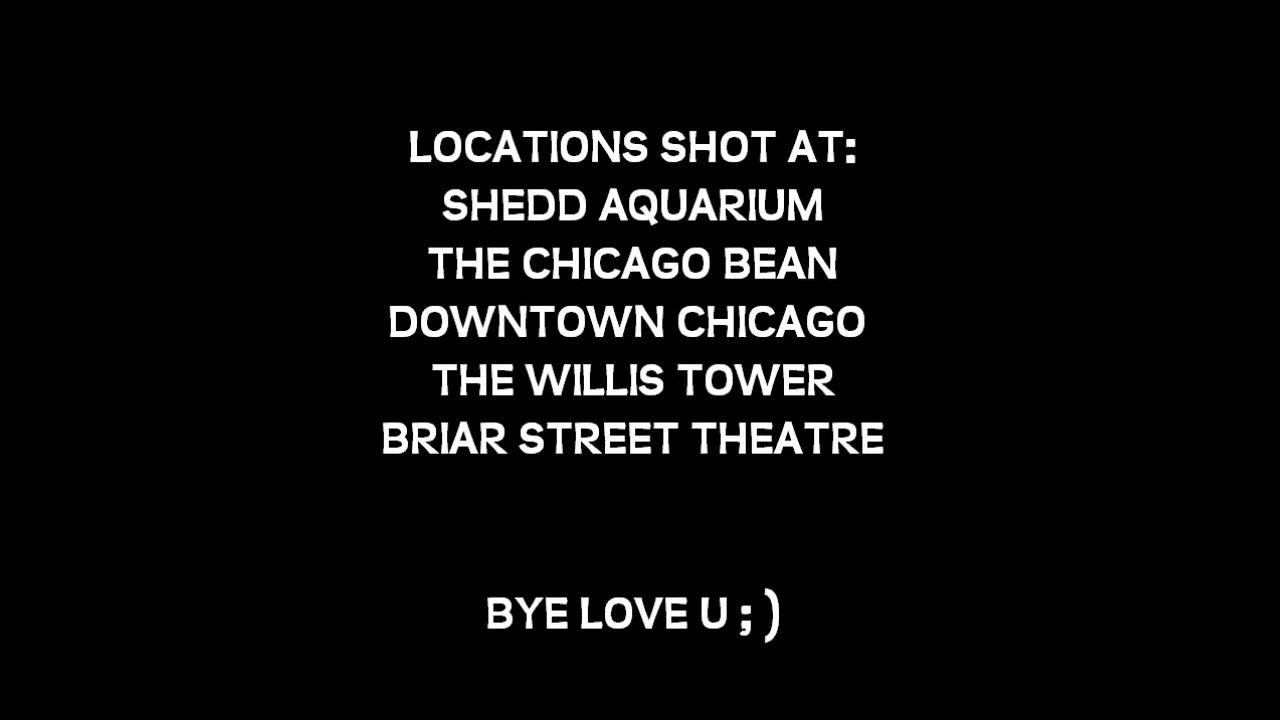 LOCATIONS SHOT AT:
SHEDD AQUARIUM
THE CHICAGO BEAN
DOWNTOWN CHICAGO
THE WILLIS TOWER
BRIAR STREET THEATRE
BYE LOVE U ; )